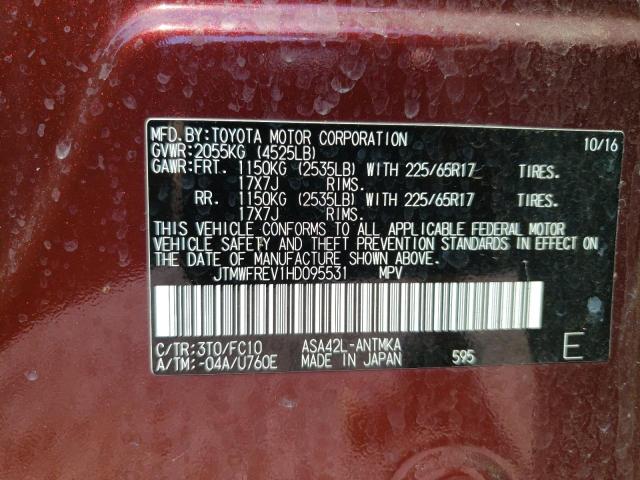 MFD.BY:TOYOTA MOTOR CORPORATION 10/16
GVWR:2055KG (4525LB)
GAWR:FRT. 1150KG (2535LB) WITH 225/65R17 TIRES.
17X7J RIMS.
RR. 1150KG (2535LB) WITH 225/65R17 TIRES.
17X7J RIMS.
THIS VEHICLE CONFORMS TO ALL APPLICABLE FEDERAL MOTOR
VEHICLE SAFETY AND THEFT PREVENTION STANDARDS IN EFFECT ON
THE DATE OF MANUFACTURE SHOWN ABOVE.
JTMWFREV1HD095531 MPV
C/TR:3T0/FC10 ASA42L-ANTMKA
A/TM:-04A/U760E MADE IN JAPAN 595 E